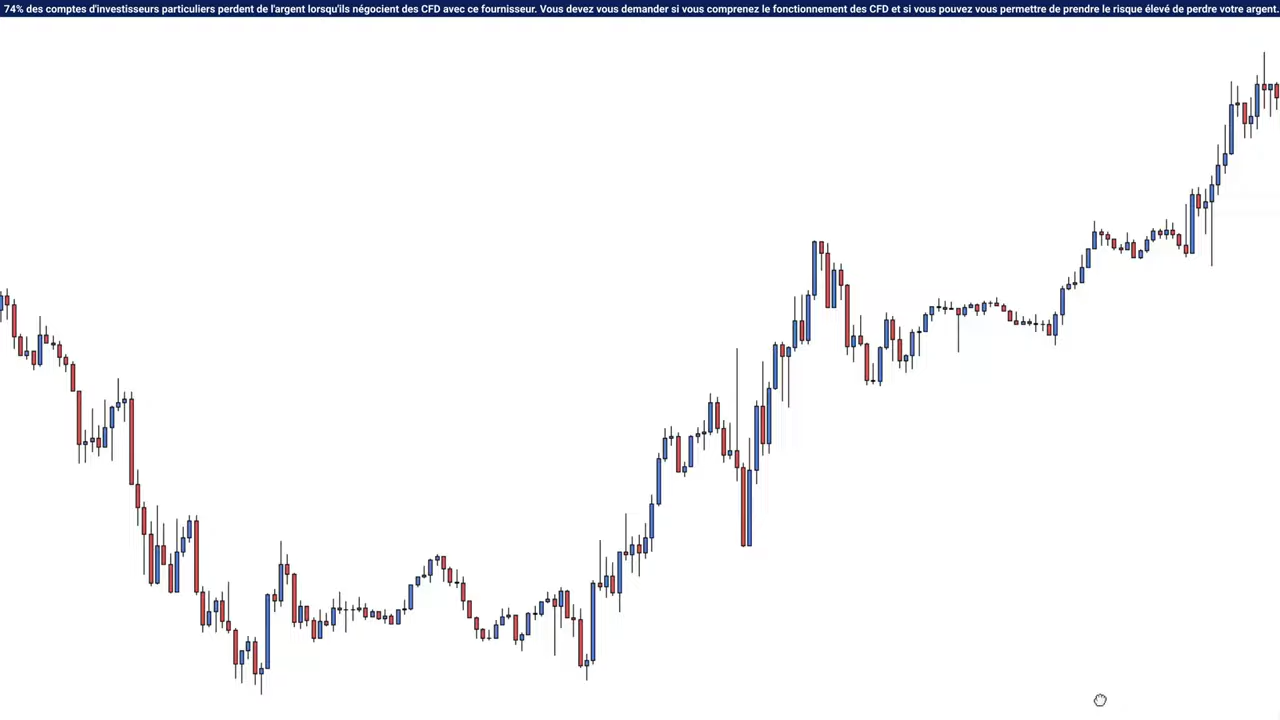 74% des comptes d'investisseurs particuliers perdent de l'argent lorsqu'ils négocient des CFD avec ce fournisseur. Vous devez vous demander si vous comprenez le fonctionnement des CFD et si vous pouvez vous permettre de prendre le risque élevé de perdre votre argent.